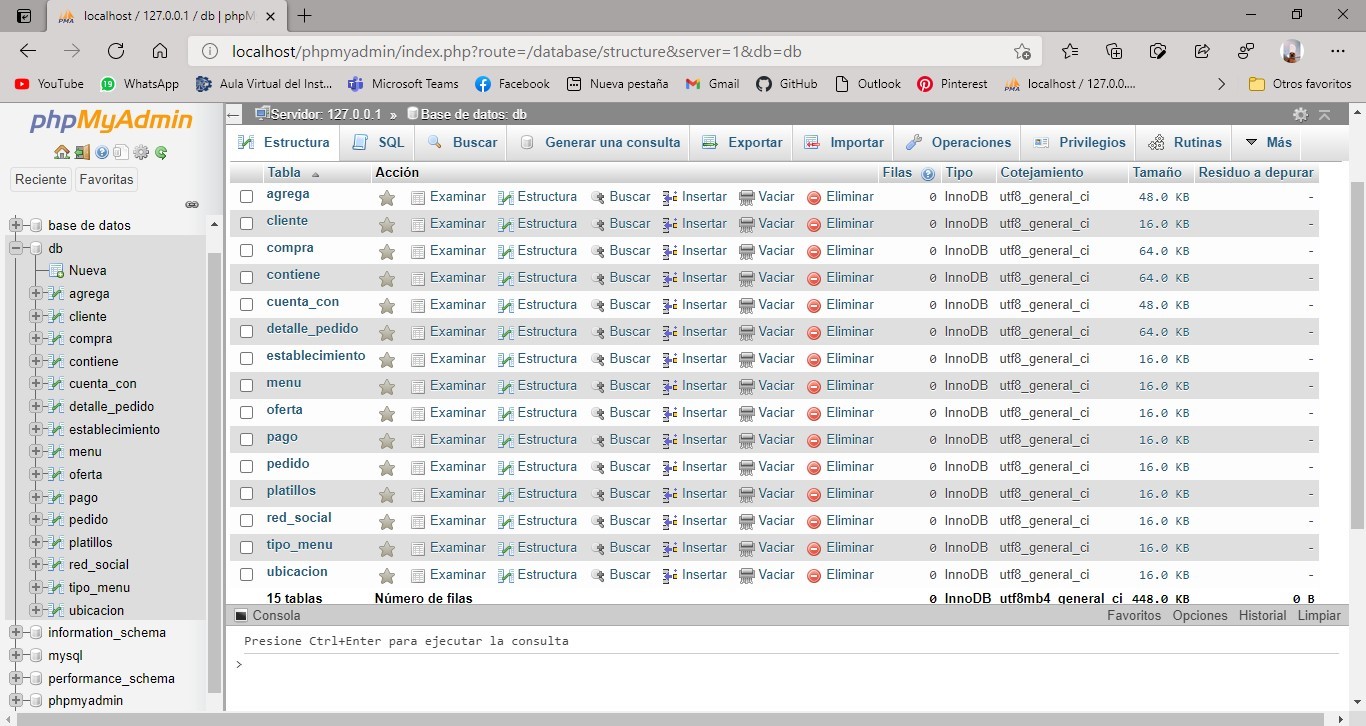 localhost / 127.0.0.1 / db | phpM
localhost/phpmyadmin/index.php?route=/database/structure&server=1&db=db
YouTube 19 WhatsApp Aula Virtual del Inst... Microsoft Teams Facebook Nueva pestaña Gmail GitHub Outlook Pinterest localhost / 127.0.0.... Otros favoritos
phpMyAdmin
Reciente Favoritas
base de datos
db
Nueva
agrega
cliente
compra
contiene
cuenta_con
detalle_pedido
establecimiento
menu
oferta
pago
pedido
platillos
red_social
tipo_menu
ubicacion
information_schema
mysql
performance_schema
phpmyadmin
Servidor: 127.0.0.1 » Base de datos: db
Estructura SQL Buscar Generar una consulta Exportar Importar Operaciones Privilegios Rutinas Más
Tabla Acción Filas Tipo Cotejamiento Tamaño Residuo a depurar
agrega Examinar Estructura Buscar Insertar Vaciar Eliminar 0 InnoDB utf8_general_ci 48.0 KB -
cliente Examinar Estructura Buscar Insertar Vaciar Eliminar 0 InnoDB utf8_general_ci 16.0 KB -
compra Examinar Estructura Buscar Insertar Vaciar Eliminar 0 InnoDB utf8_general_ci 64.0 KB -
contiene Examinar Estructura Buscar Insertar Vaciar Eliminar 0 InnoDB utf8_general_ci 64.0 KB -
cuenta_con Examinar Estructura Buscar Insertar Vaciar Eliminar 0 InnoDB utf8_general_ci 48.0 KB -
detalle_pedido Examinar Estructura Buscar Insertar Vaciar Eliminar 0 InnoDB utf8_general_ci 64.0 KB -
establecimiento Examinar Estructura Buscar Insertar Vaciar Eliminar 0 InnoDB utf8_general_ci 16.0 KB -
menu Examinar Estructura Buscar Insertar Vaciar Eliminar 0 InnoDB utf8_general_ci 16.0 KB -
oferta Examinar Estructura Buscar Insertar Vaciar Eliminar 0 InnoDB utf8_general_ci 16.0 KB -
pago Examinar Estructura Buscar Insertar Vaciar Eliminar 0 InnoDB utf8_general_ci 16.0 KB -
pedido Examinar Estructura Buscar Insertar Vaciar Eliminar 0 InnoDB utf8_general_ci 16.0 KB -
platillos Examinar Estructura Buscar Insertar Vaciar Eliminar 0 InnoDB utf8_general_ci 16.0 KB -
red_social Examinar Estructura Buscar Insertar Vaciar Eliminar 0 InnoDB utf8_general_ci 16.0 KB -
tipo_menu Examinar Estructura Buscar Insertar Vaciar Eliminar 0 InnoDB utf8_general_ci 16.0 KB -
ubicacion Examinar Estructura Buscar Insertar Vaciar Eliminar 0 InnoDB utf8_general_ci 16.0 KB -
15 tablas Número de filas 0 InnoDB utf8mb4_general_ci 448.0 KB 0 B
Consola Favoritos Opciones Historial Limpiar
Presione Ctrl+Enter para ejecutar la consulta
>